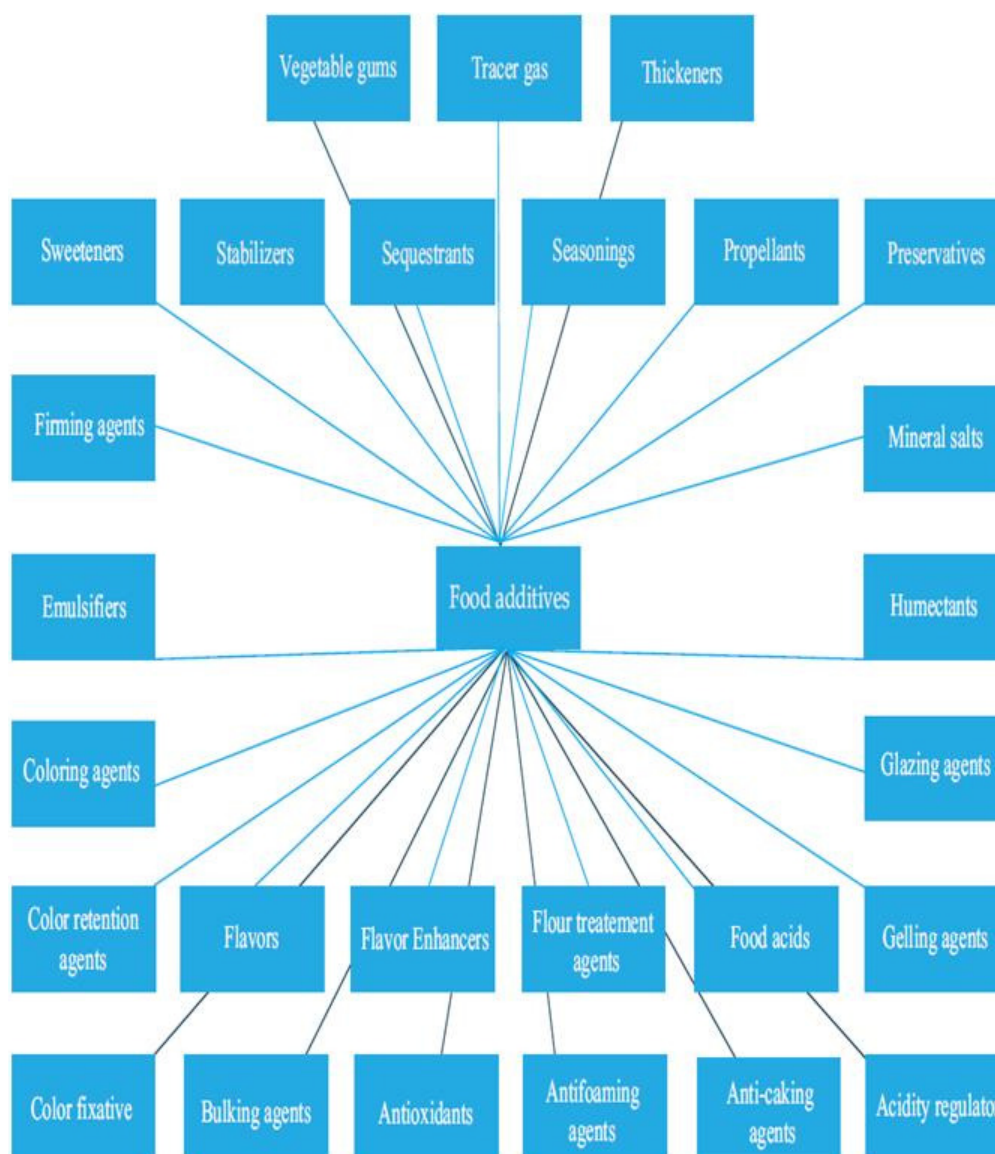 Vegetable gums
Tracer gas
Thickeners
Sweeteners
Stabilizers
Sequestrants
Seasonings
Propellants
Preservatives
Firming agents
Mineral salts
Food additives
Emulsifiers
Humectants
Coloring agents
Glazing agents
Color retention
agents
Flavors
Flavor Enhancers
Flour treatement
agents
Food acids
Gelling agents
Color fixative
Bulking agents
Antioxidants
Antifoaming
agents
Anti-caking
agents
Acidity regulator